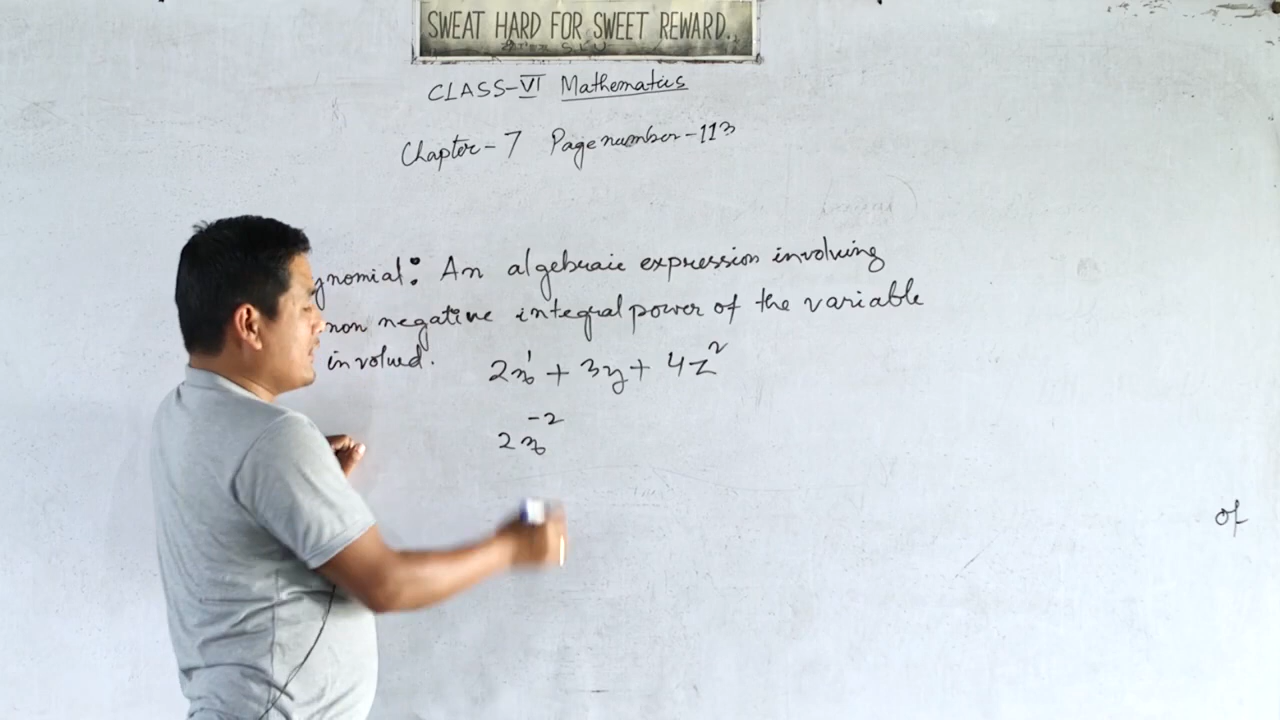 SWEAT HARD FOR SWEET REWARD..
CLASS-VI Mathematics
Chapter-7 Page number-113
ynomial: An algebraic expression involving
non negative integral power of the variable
involved.
2x¹ + 3y + 4z²
2x⁻²
of